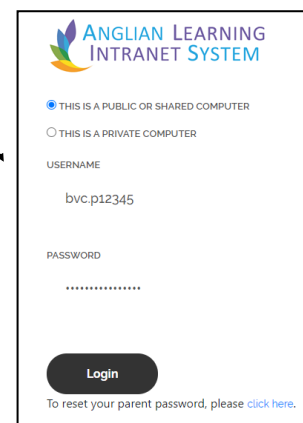 ANGLIAN LEARNING
INTRANET SYSTEM
THIS IS A PUBLIC OR SHARED COMPUTER
THIS IS A PRIVATE COMPUTER
USERNAME
bvc.p12345
PASSWORD
................
Login
To reset your parent password, please click here.